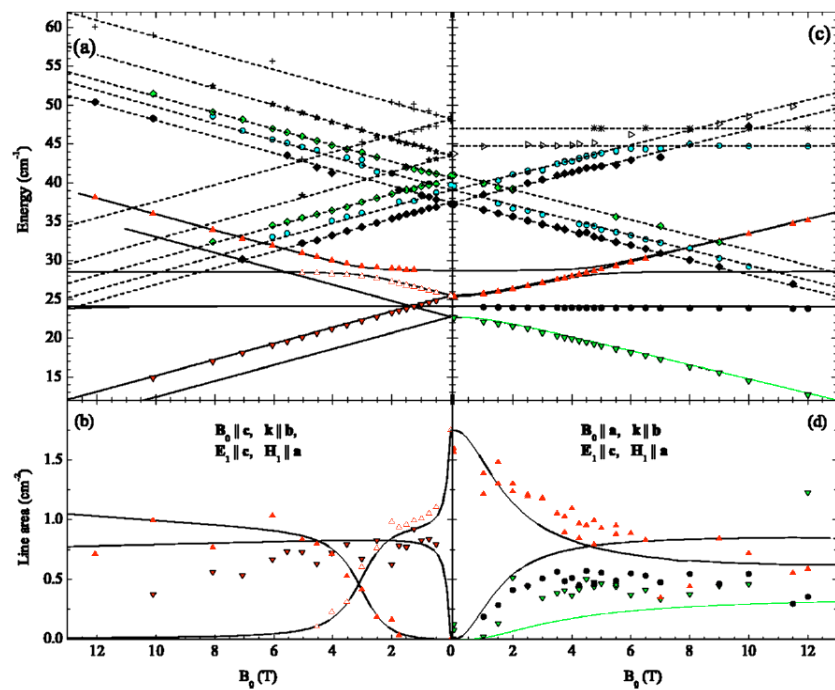 (a)
(c)
Energy (cm⁻¹)
60
55
50
45
40
35
30
25
20
15
(b)
(d)
B₀ ∥ c, k ∥ b,
E₁ ∥ c, H₁ ∥ a
B₀ ∥ a, k ∥ b
E₁ ∥ c, H₁ ∥ a
Line area (cm⁻²)
1.5
1.0
0.5
0.0
12 10 8 6 4 2 0 2 4 6 8 10 12
B₀ (T) B₀ (T)